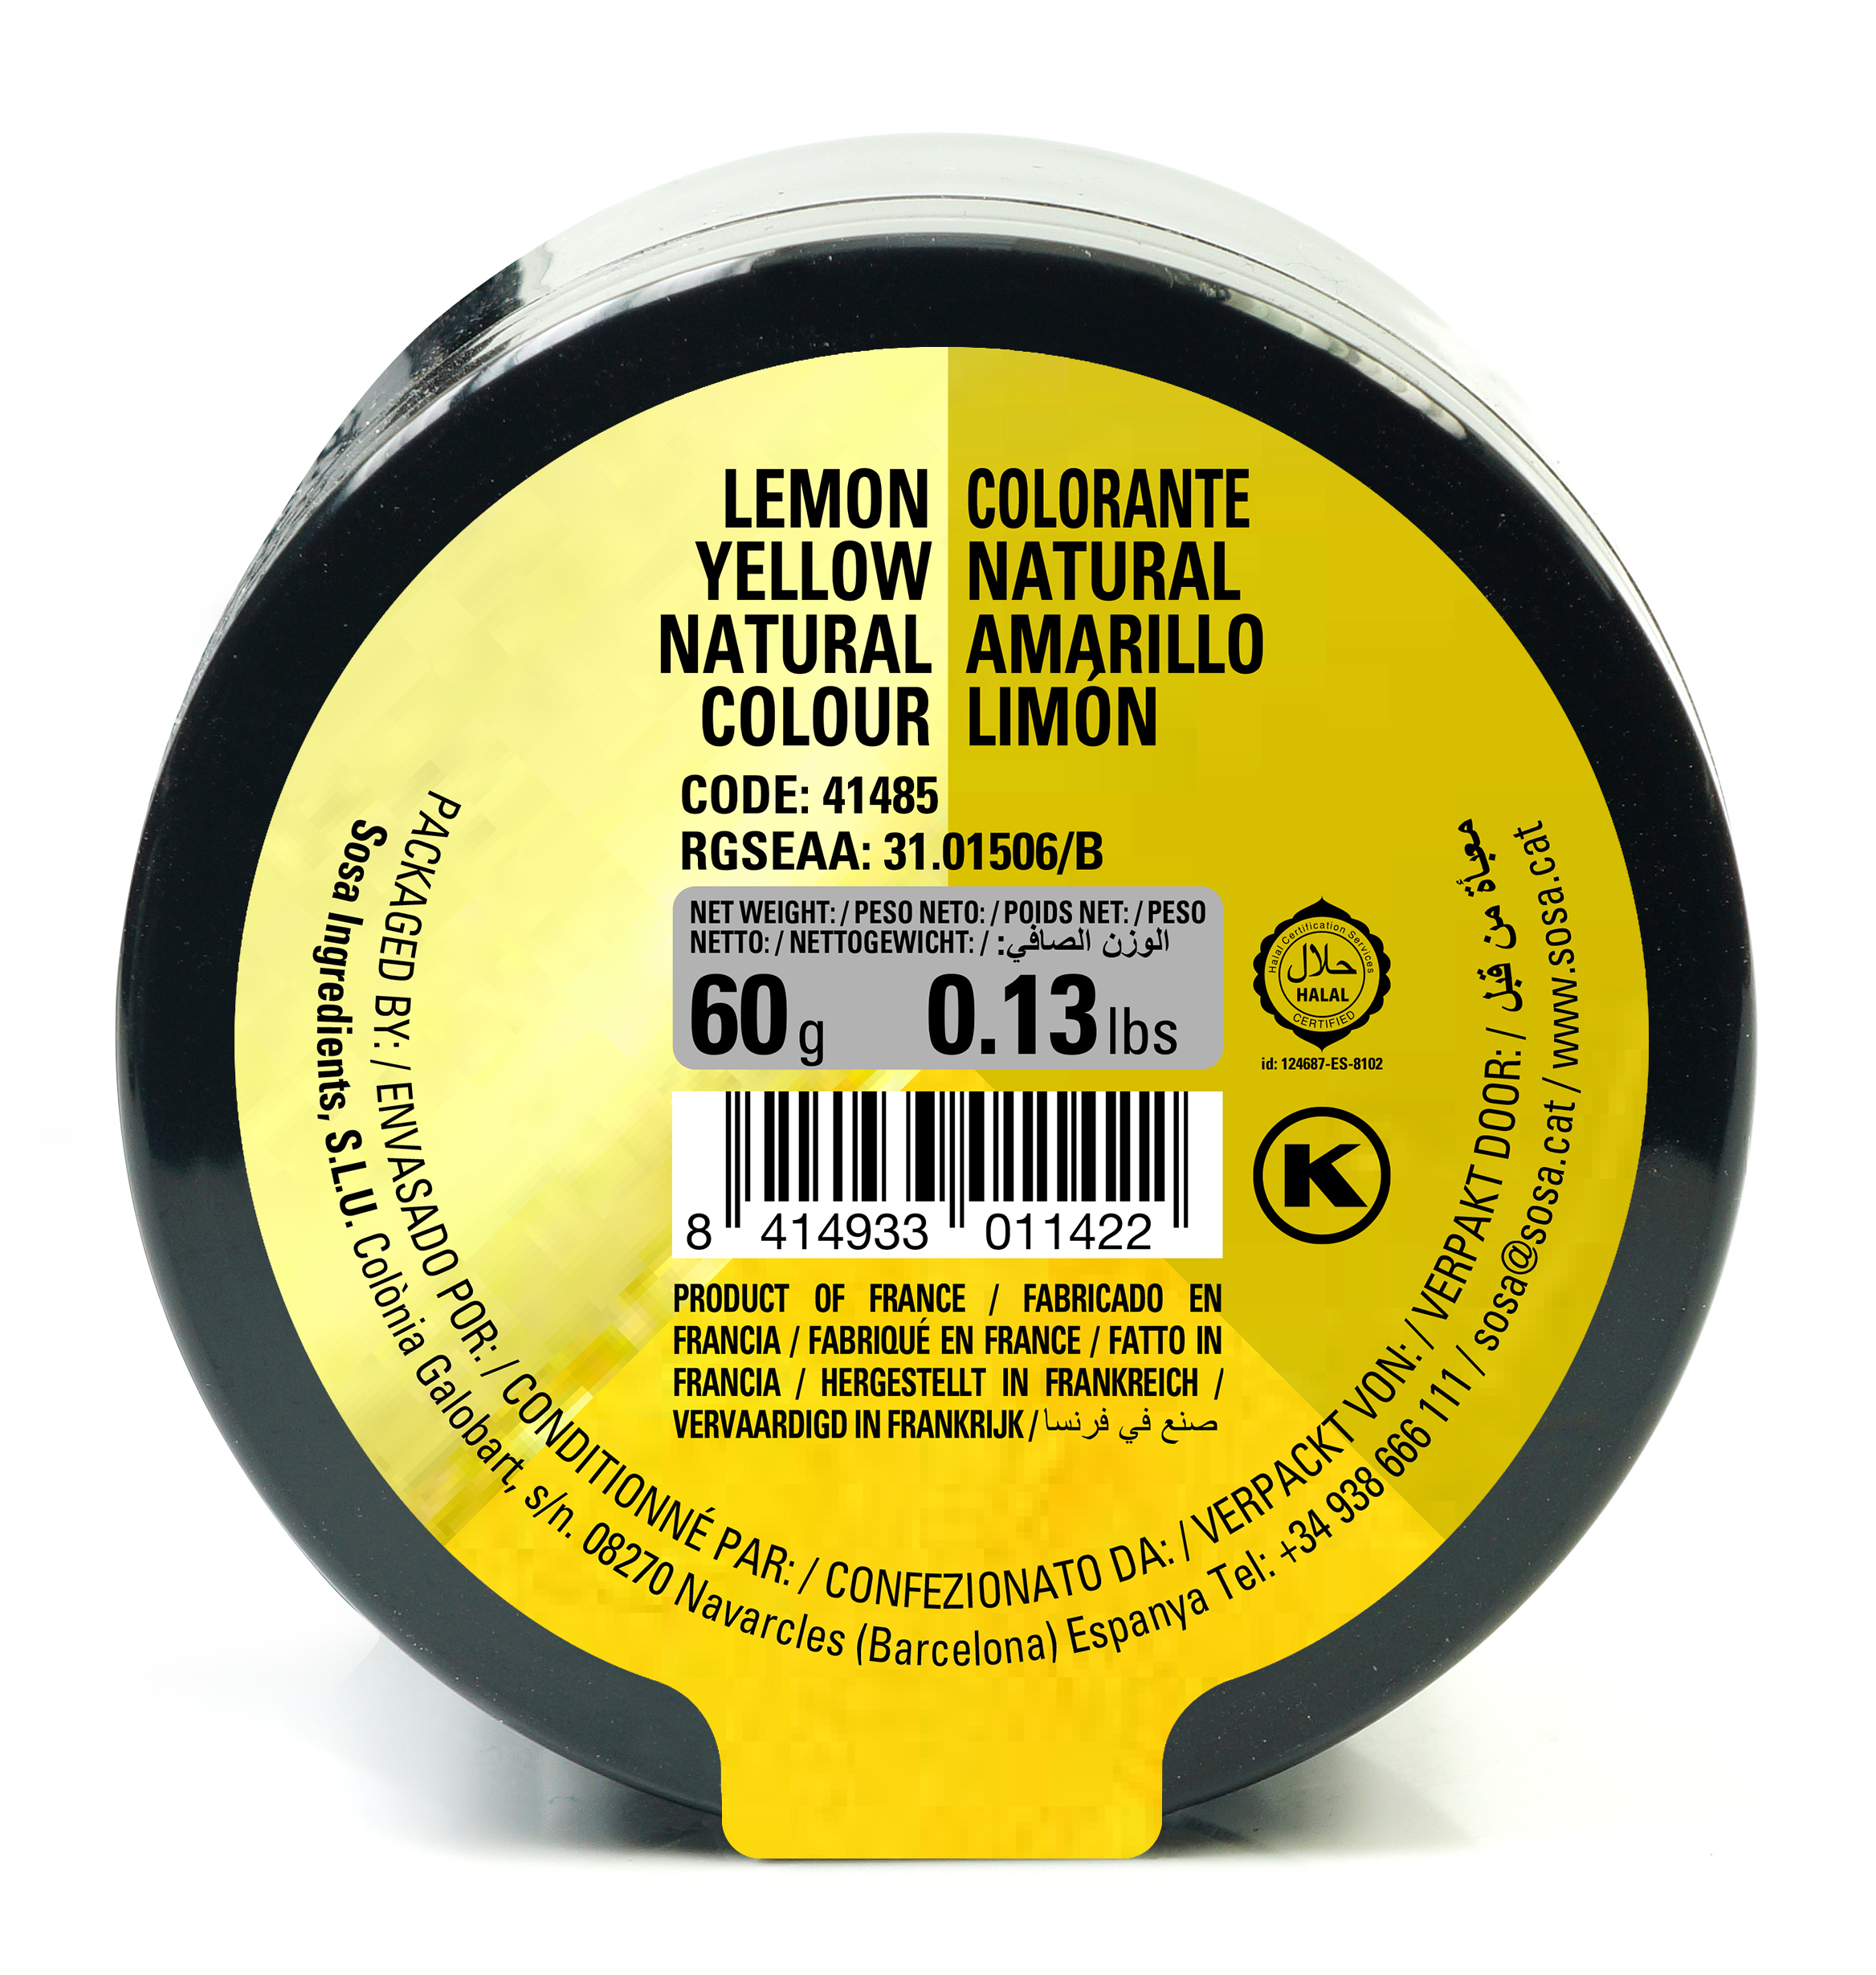 LEMON
YELLOW
NATURAL
COLOUR
COLORANTE
NATURAL
AMARILLO
LIMÓN
CODE: 41485
RGSEAA: 31.01506/B
NET WEIGHT: / PESO NETO: / POIDS NET: / PESO
NETTO: / NETTOGEWICHT: / الوزن الصافي:
60 g 0.13 lbs
Halal Certification Services
حلال
HALAL
CERTIFIED
id: 124687-ES-8102
K
8 414933 011422
PRODUCT OF FRANCE / FABRICADO EN
FRANCIA / FABRIQUÉ EN FRANCE / FATTO IN
FRANCIA / HERGESTELLT IN FRANKREICH /
VERVAARDIGD IN FRANKRIJK / صنع في فرنسا
PACKAGED BY: / ENVASADO POR: / CONDITIONNÉ PAR: / CONFEZIONATO DA: / VERPACKT VON: / VERPAKT DOOR: / معبأة من قبل
Sosa Ingredients, S.L.U. Colònia Galobart, s/n. 08270 Navarcles (Barcelona) Espanya Tel: +34 938 666 111 / sosa@sosa.cat / www.sosa.cat